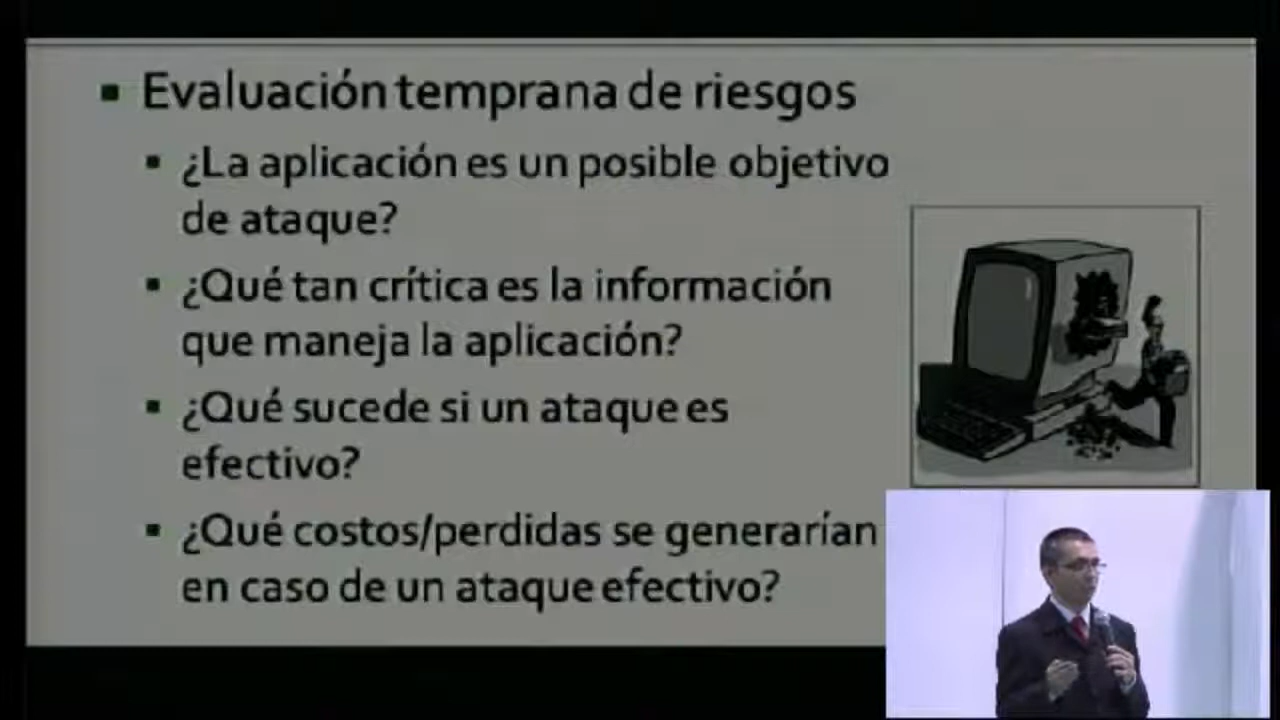 Evaluación temprana de riesgos
¿La aplicación es un posible objetivo
de ataque?
¿Qué tan crítica es la información
que maneja la aplicación?
¿Qué sucede si un ataque es
efectivo?
¿Qué costos/perdidas se generarían
en caso de un ataque efectivo?